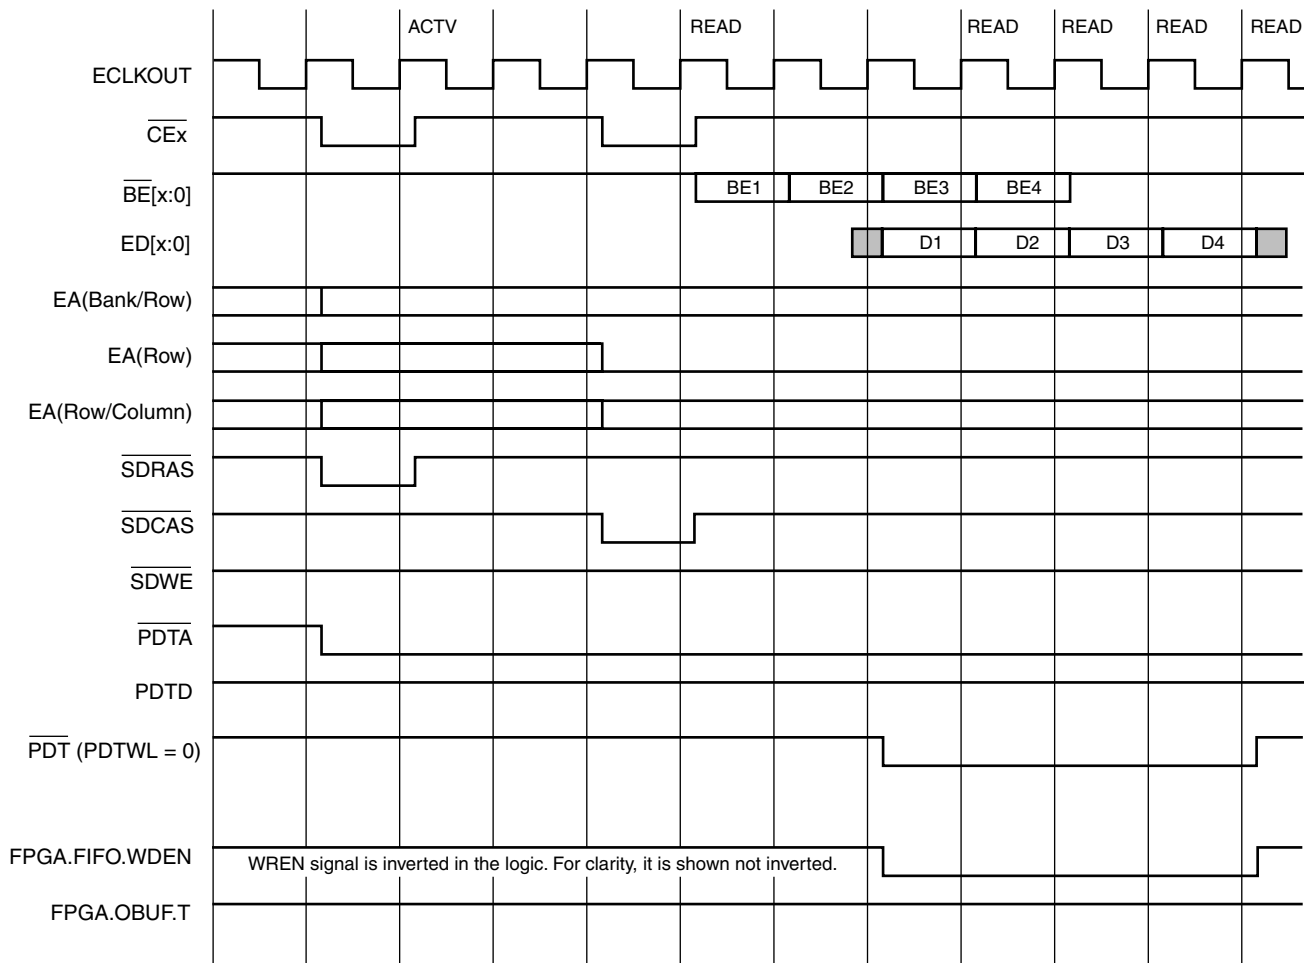 ACTV READ READ READ READ READ
ECLKOUT
CEx
BE[x:0] BE1 BE2 BE3 BE4
ED[x:0] D1 D2 D3 D4
EA(Bank/Row)
EA(Row)
EA(Row/Column)
SDRAS
SDCAS
SDWE
PDTA
PDTD
PDT (PDTWL = 0)
FPGA.FIFO.WDEN WREN signal is inverted in the logic. For clarity, it is shown not inverted.
FPGA.OBUF.T